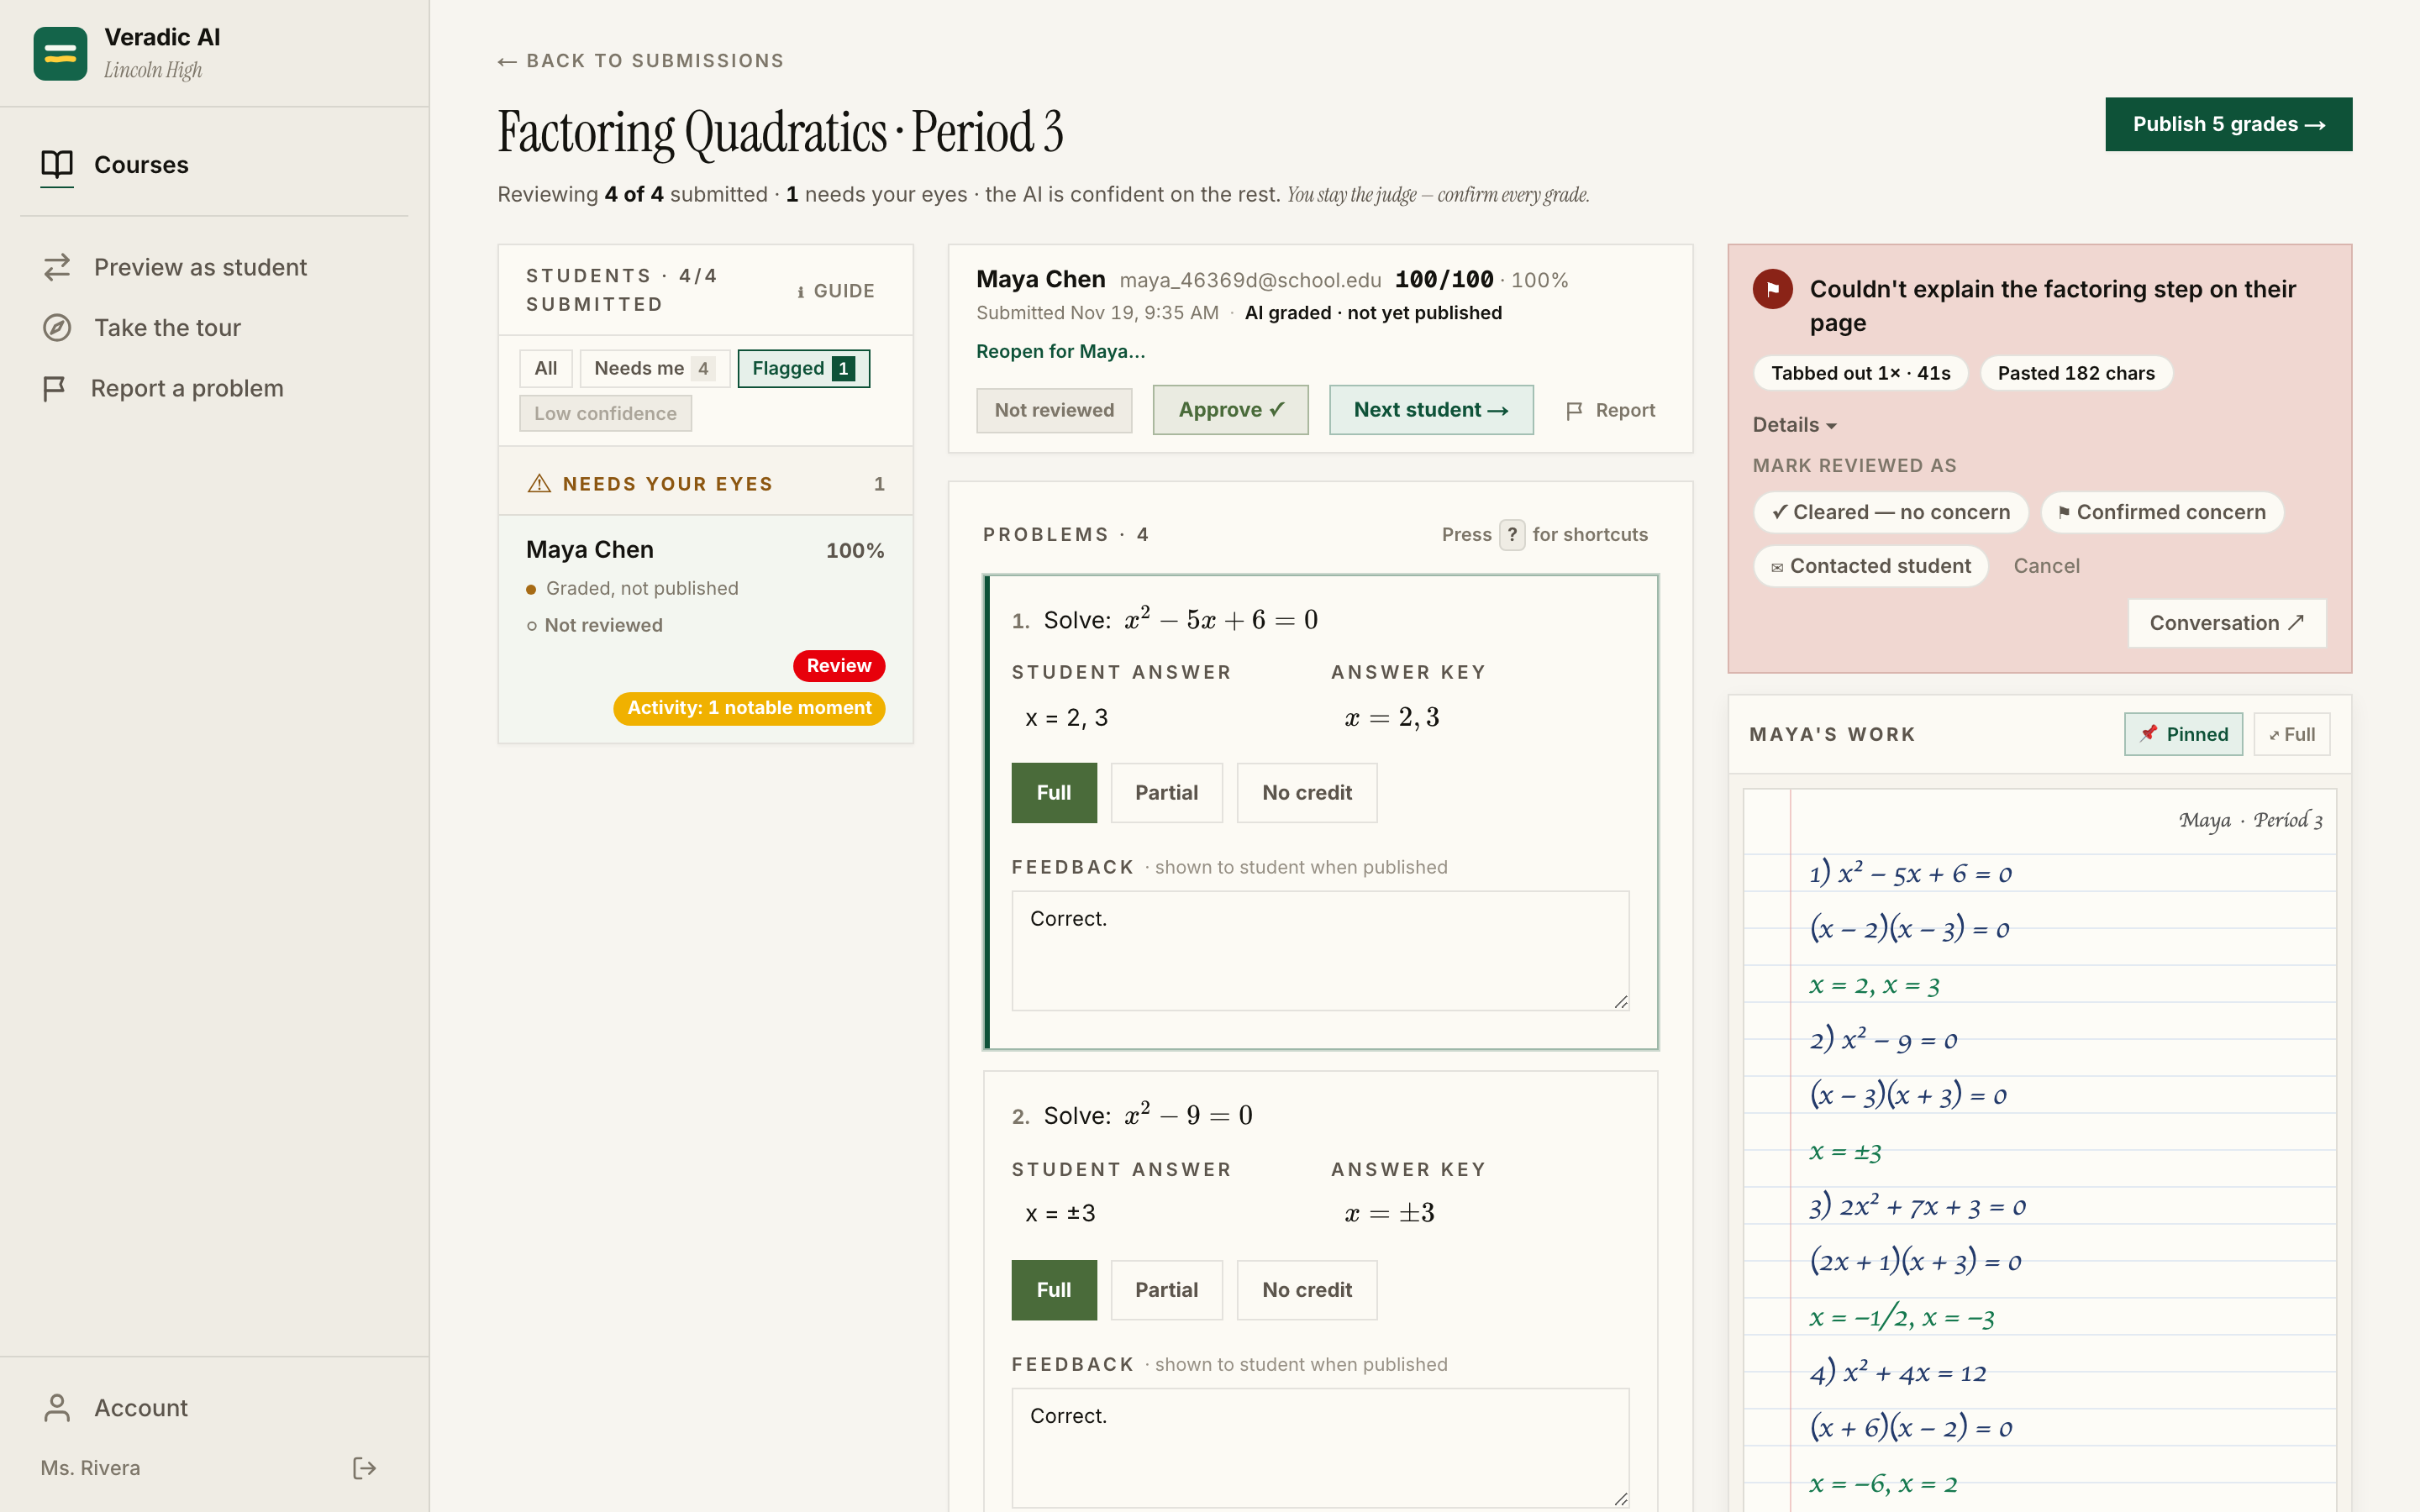 Veradic AI
Lincoln High
Courses
Preview as student
Take the tour
Report a problem
Account
Ms. Rivera
← BACK TO SUBMISSIONS
Factoring Quadratics · Period 3
Publish 5 grades →
Reviewing 4 of 4 submitted · 1 needs your eyes · the AI is confident on the rest. You stay the judge — confirm every grade.
STUDENTS · 4/4
SUBMITTED
i GUIDE
All
Needs me 4
Flagged 1
Low confidence
⚠ NEEDS YOUR EYES 1
Maya Chen 100%
Graded, not published
Not reviewed
Review
Activity: 1 notable moment
Maya Chen maya_46369d@school.edu 100/100 · 100%
Submitted Nov 19, 9:35 AM · AI graded · not yet published
Reopen for Maya...
Not reviewed
Approve ✓
Next student →
Report
PROBLEMS · 4
Press ? for shortcuts
1. Solve: x² − 5x + 6 = 0
STUDENT ANSWER ANSWER KEY
x = 2, 3 x = 2, 3
Full Partial No credit
FEEDBACK · shown to student when published
Correct.
2. Solve: x² − 9 = 0
STUDENT ANSWER ANSWER KEY
x = ±3 x = ±3
Full Partial No credit
FEEDBACK · shown to student when published
Correct.
⚑ Couldn't explain the factoring step on their
page
Tabbed out 1× · 41s
Pasted 182 chars
Details ▾
MARK REVIEWED AS
✓ Cleared — no concern
⚑ Confirmed concern
✉ Contacted student
Cancel
Conversation ↗
MAYA'S WORK
📌 Pinned
⤢ Full
Maya · Period 3
1) x² − 5x + 6 = 0
(x − 2)(x − 3) = 0
x = 2, x = 3
2) x² − 9 = 0
(x − 3)(x + 3) = 0
x = ±3
3) 2x² + 7x + 3 = 0
(2x + 1)(x + 3) = 0
x = −1/2, x = −3
4) x² + 4x = 12
(x + 6)(x − 2) = 0
x = −6, x = 2